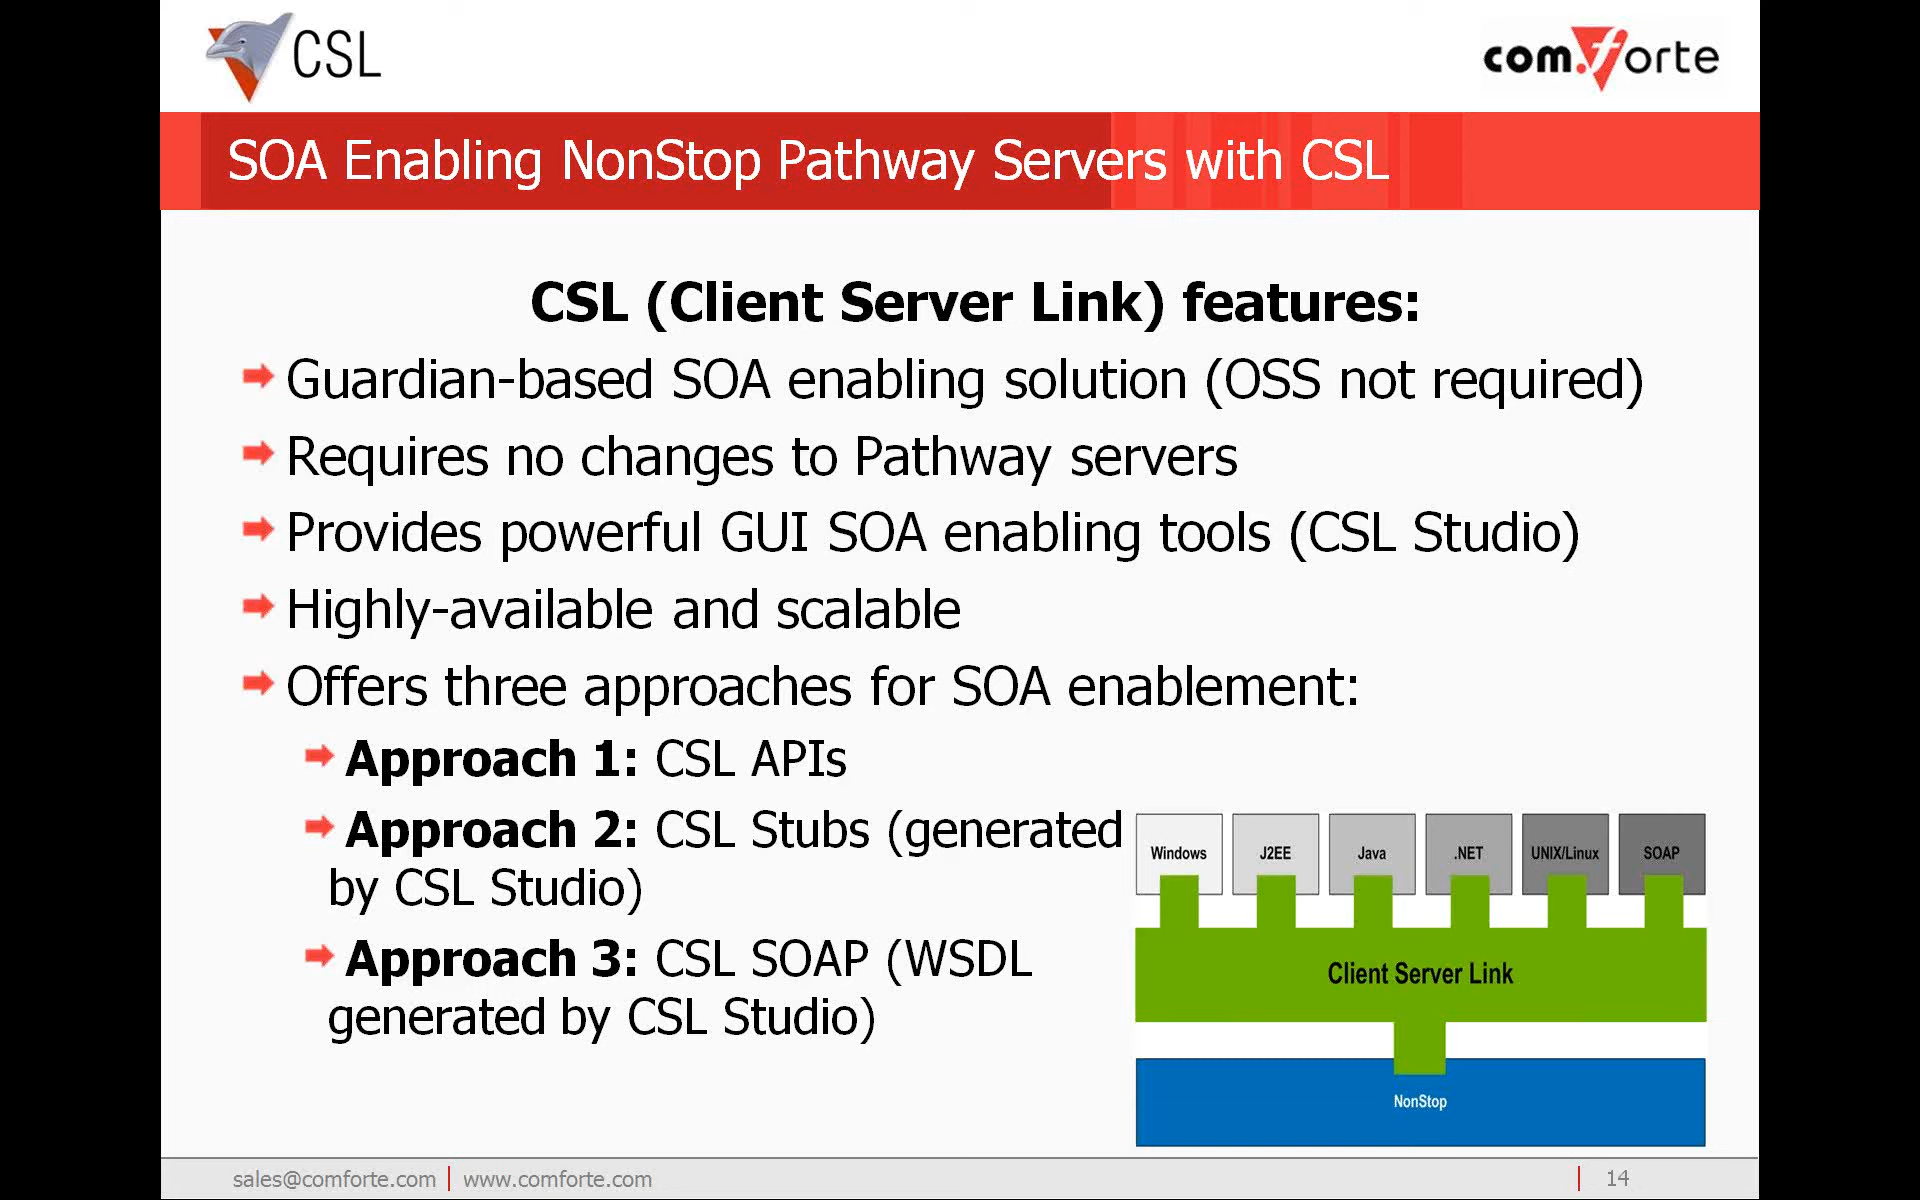 CSL
com.forte
SOA Enabling NonStop Pathway Servers with CSL
CSL (Client Server Link) features:
Guardian-based SOA enabling solution (OSS not required)
Requires no changes to Pathway servers
Provides powerful GUI SOA enabling tools (CSL Studio)
Highly-available and scalable
Offers three approaches for SOA enablement:
Approach 1: CSL APIs
Approach 2: CSL Stubs (generated
by CSL Studio)
Approach 3: CSL SOAP (WSDL
generated by CSL Studio)
Windows J2EE Java .NET UNIX/Linux SOAP
Client Server Link
NonStop
sales@comforte.com | www.comforte.com | 14